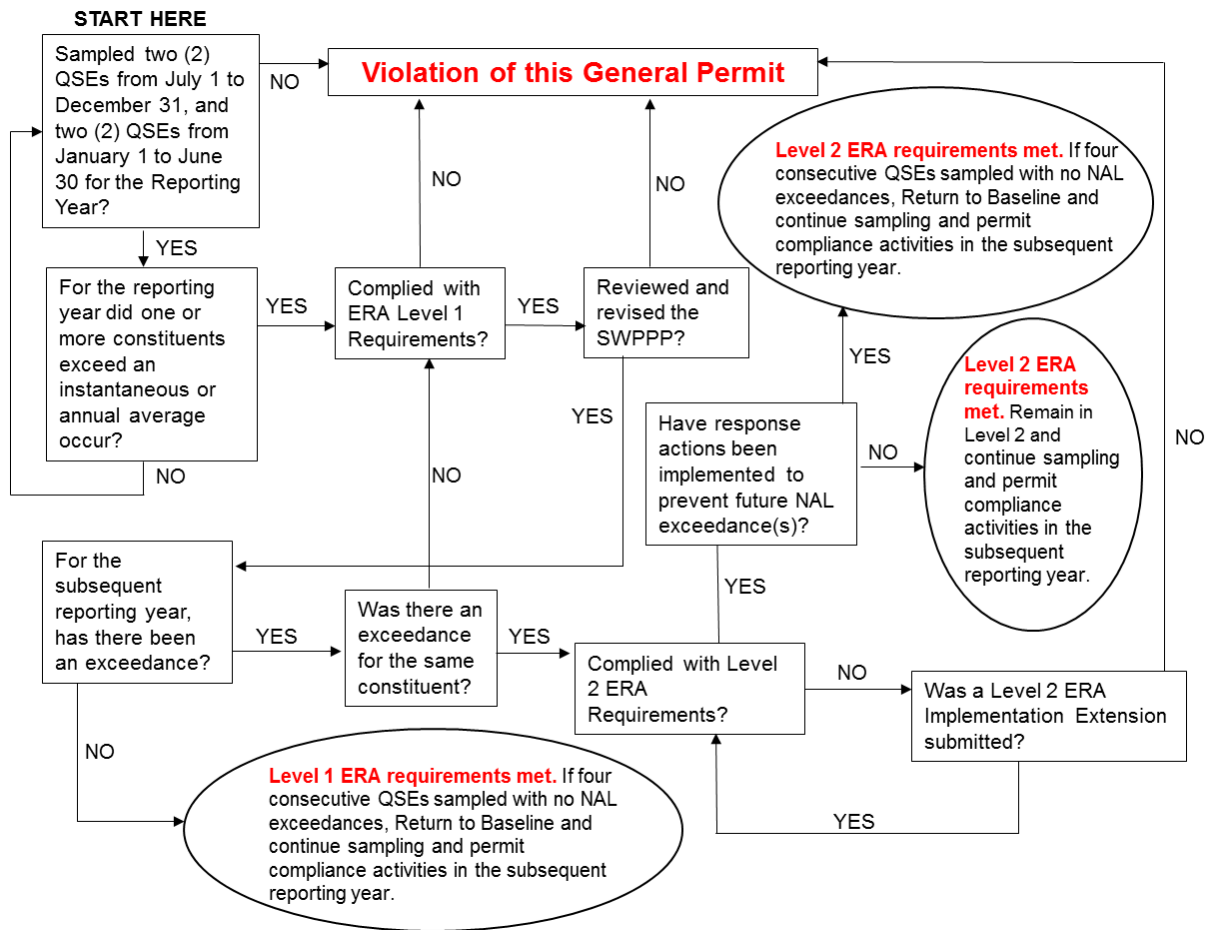 START HERE
Sampled two (2)
QSEs from July 1 to
December 31, and
two (2) QSEs from
January 1 to June
30 for the Reporting
Year?
NO
Violation of this General Permit
YES
For the
reporting
year did one or
more constituents
exceed an
instantaneous or
annual average
occur?
YES
NO
Complied with
ERA Level 1
Requirements?
NO
YES
Reviewed and
revised the
SWPPP?
NO
YES
Level 2 ERA requirements met. If four
consecutive QSEs sampled with no NAL
exceedances, Return to Baseline and
continue sampling and permit
compliance activities in the subsequent
reporting year.
YES
Level 2 ERA
requirements
met. Remain in
Level 2 and
continue sampling
and permit
compliance
activities in the
subsequent
reporting year.
NO
Have response
actions been
implemented to
prevent future NAL
exceedance(s)?
NO
YES
NO
For the
subsequent
reporting year,
has there been
an exceedance?
YES
NO
Was there an
exceedance
for the same
constituent?
YES
Complied with Level
2 ERA
Requirements?
NO
Was a Level 2 ERA
Implementation Extension
submitted?
YES
Level 1 ERA requirements met. If four
consecutive QSEs sampled with no NAL
exceedances, Return to Baseline and
continue sampling and permit
compliance activities in the subsequent
reporting year.